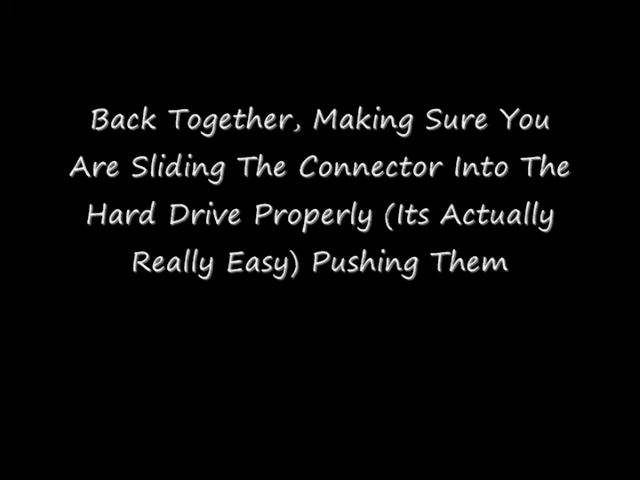 Back Together, Making Sure You
Are Sliding The Connector Into The
Hard Drive Properly (Its Actually
Really Easy) Pushing Them